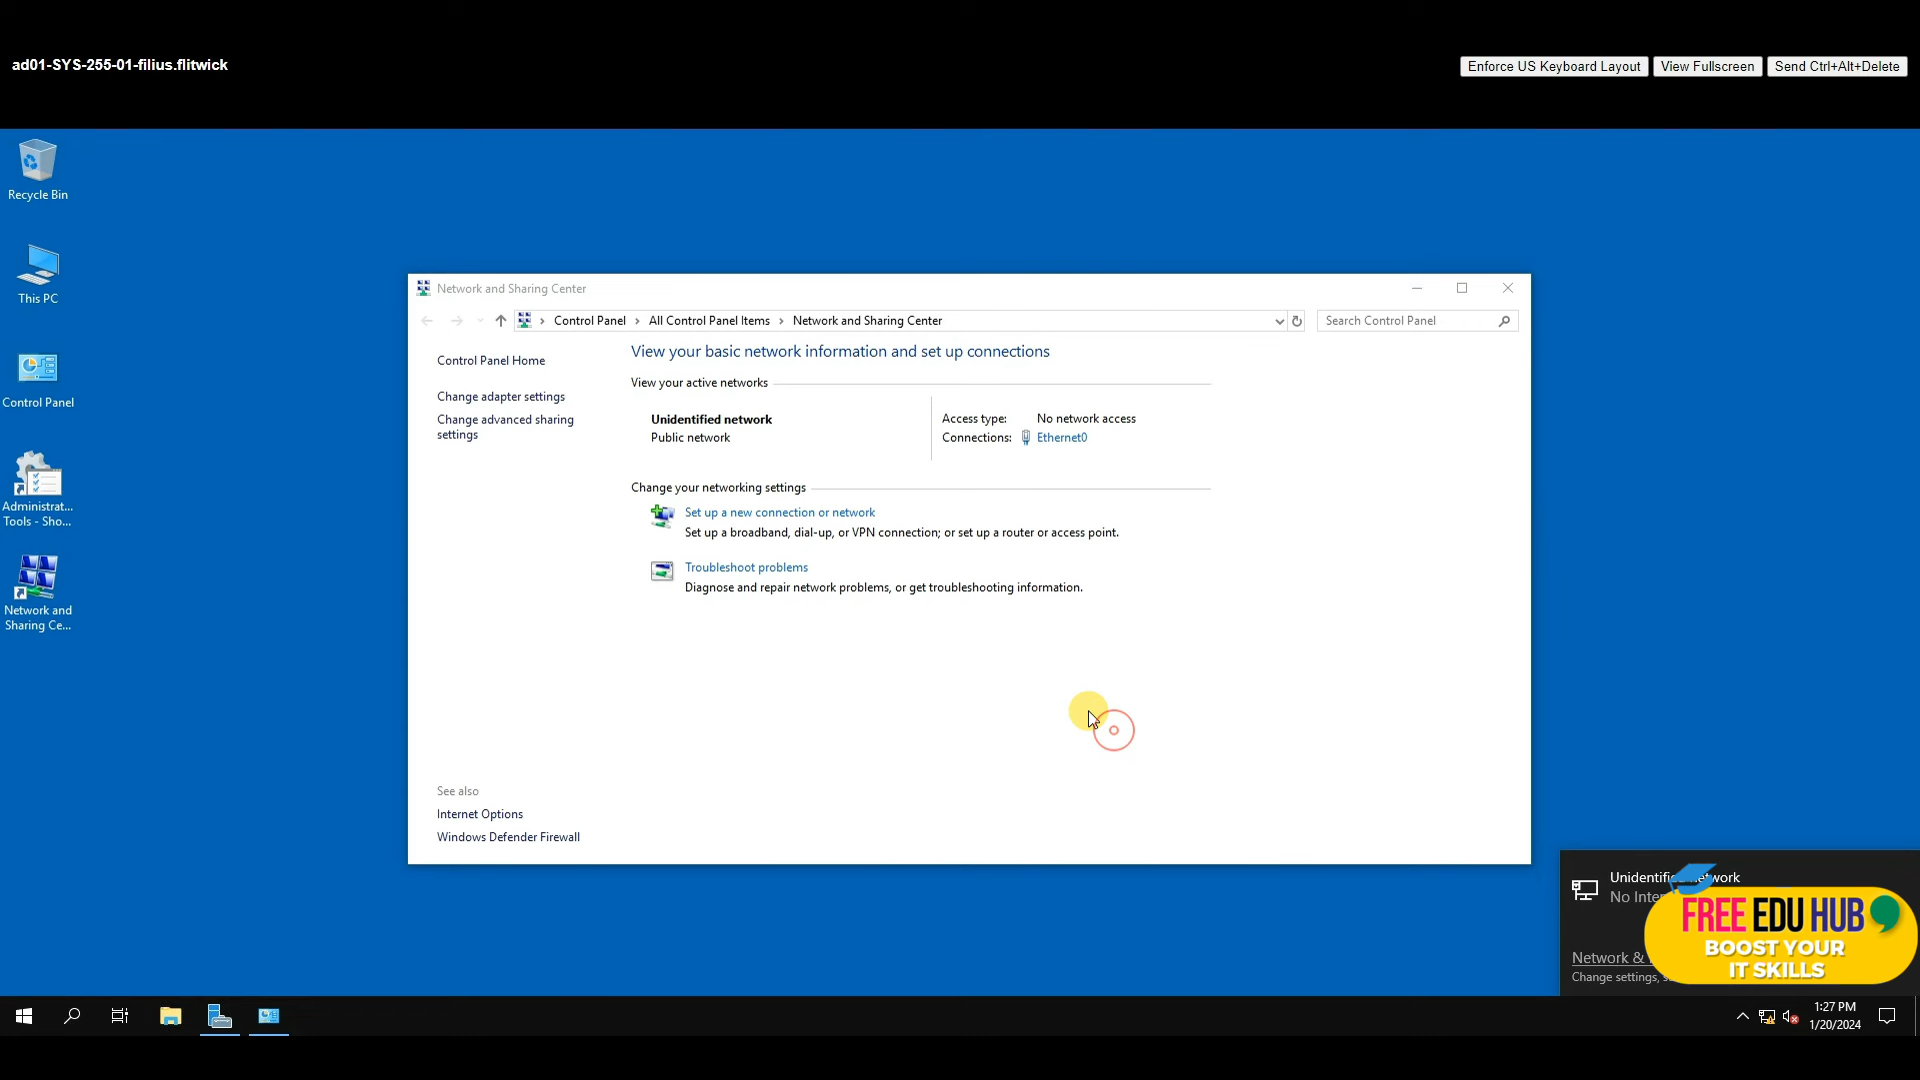 ad01-SYS-255-01-filius.flitwick
Enforce US Keyboard Layout
View Fullscreen
Send Ctrl+Alt+Delete
Recycle Bin
This PC
Control Panel
Administrat...
Tools - Sho...
Network and
Sharing Ce...
Network and Sharing Center
Control Panel
All Control Panel Items
Network and Sharing Center
Search Control Panel
Control Panel Home
Change adapter settings
Change advanced sharing
settings
View your basic network information and set up connections
View your active networks
Unidentified network
Public network
Access type:
No network access
Connections:
Ethernet0
Change your networking settings
Set up a new connection or network
Set up a broadband, dial-up, or VPN connection; or set up a router or access point.
Troubleshoot problems
Diagnose and repair network problems, or get troubleshooting information.
See also
Internet Options
Windows Defender Firewall
Network &
Change settings,
FREE EDU HUB
BOOST YOUR
IT SKILLS
1:27 PM
1/20/2024